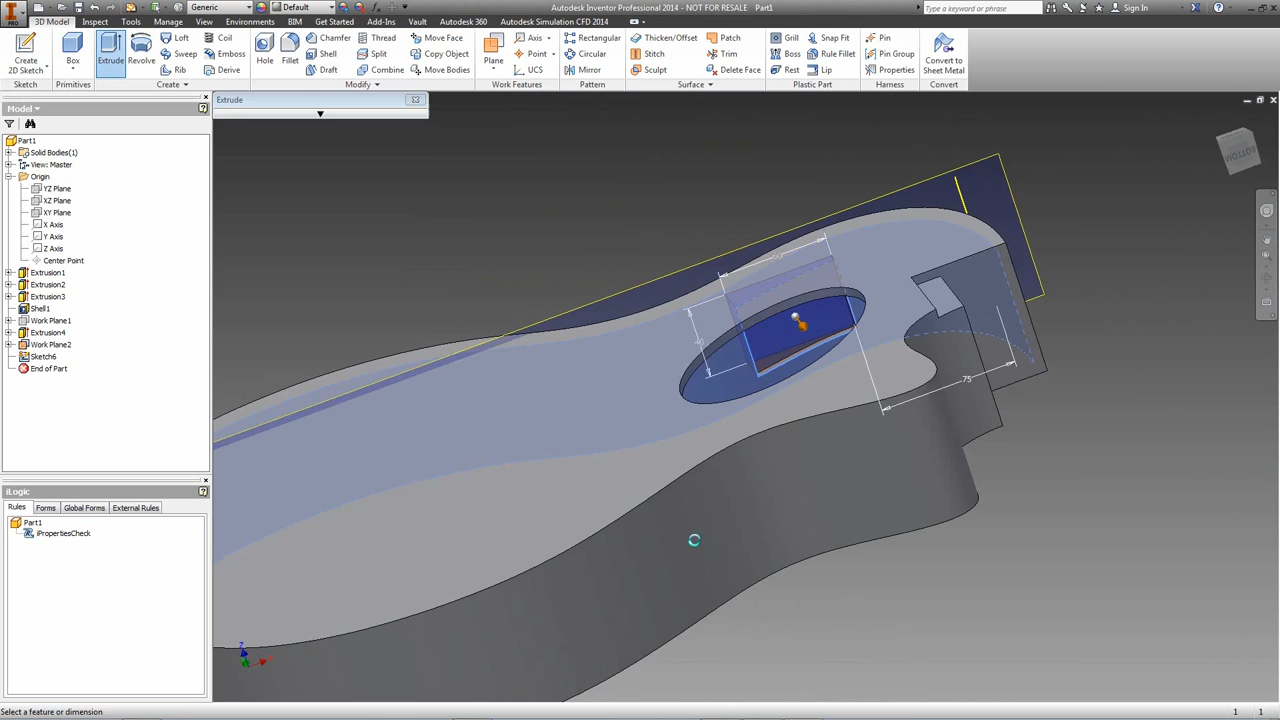 Generic
Default
Autodesk Inventor Professional 2014 - NOT FOR RESALE Part1
Type a keyword or phrase
Sign In
PRO
3D Model
Inspect
Tools
Manage
View
Environments
BIM
Get Started
Add-Ins
Vault
Autodesk 360
Autodesk Simulation CFD 2014
Create
2D Sketch
Box
Extrude
Revolve
Loft
Sweep
Rib
Coil
Emboss
Derive
Hole
Fillet
Chamfer
Shell
Draft
Thread
Split
Combine
Move Face
Copy Object
Move Bodies
Plane
Axis
Point
UCS
Rectangular
Circular
Mirror
Thicken/Offset
Stitch
Sculpt
Patch
Trim
Delete Face
Grill
Boss
Rest
Snap Fit
Rule Fillet
Lip
Pin
Pin Group
Properties
Convert to
Sheet Metal
Sketch
Primitives
Create
Modify
Work Features
Pattern
Surface
Plastic Part
Harness
Convert
Model
Extrude
Part1
Solid Bodies(1)
View: Master
Origin
YZ Plane
XZ Plane
XY Plane
X Axis
Y Axis
Z Axis
Center Point
Extrusion1
Extrusion2
Extrusion3
Shell1
Work Plane1
Extrusion4
Work Plane2
Sketch6
End of Part
BOTTOM
75
iLogic
Rules
Forms
Global Forms
External Rules
Part1
iPropertiesCheck
Z
Select a feature or dimension
1
1